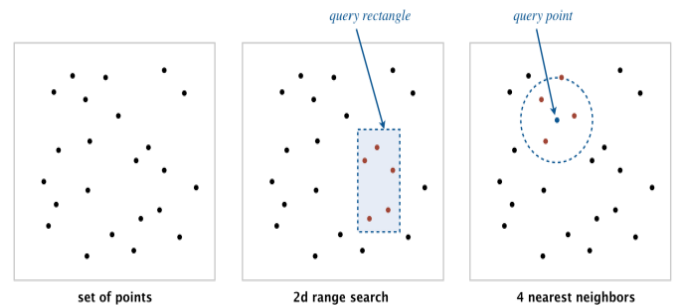 query rectangle
query point
set of points
2d range search
4 nearest neighbors